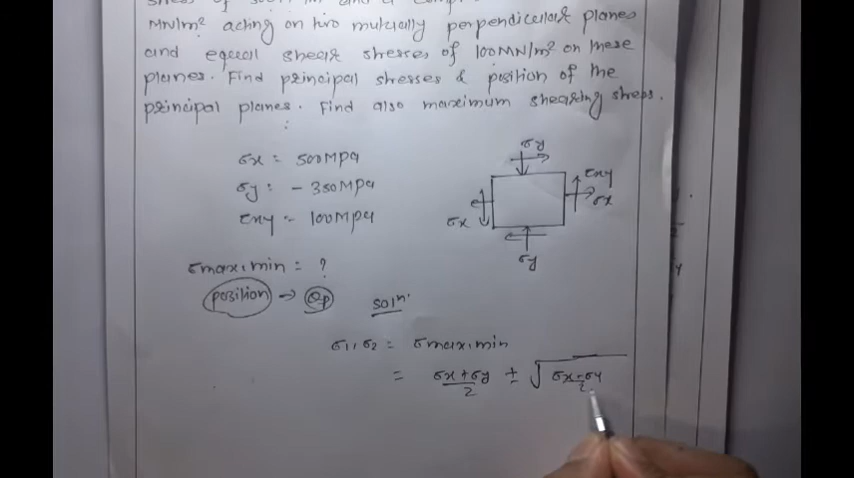 MN/m² acting on two mutually perpendicular planes
and equal shear stresses of 100MN/m² on these
planes. Find principal stresses & position of the
principal planes. Find also maximum shearing stress.
σx = 500MPa
σy = - 350MPa
τxy = 100MPa
σy
τxy
σx
σx
σy
σmax,min = ?
position → θp
soln.
σ1,σ2 = σmax,min
= σx+σy/2 ± √ σx-σy/2